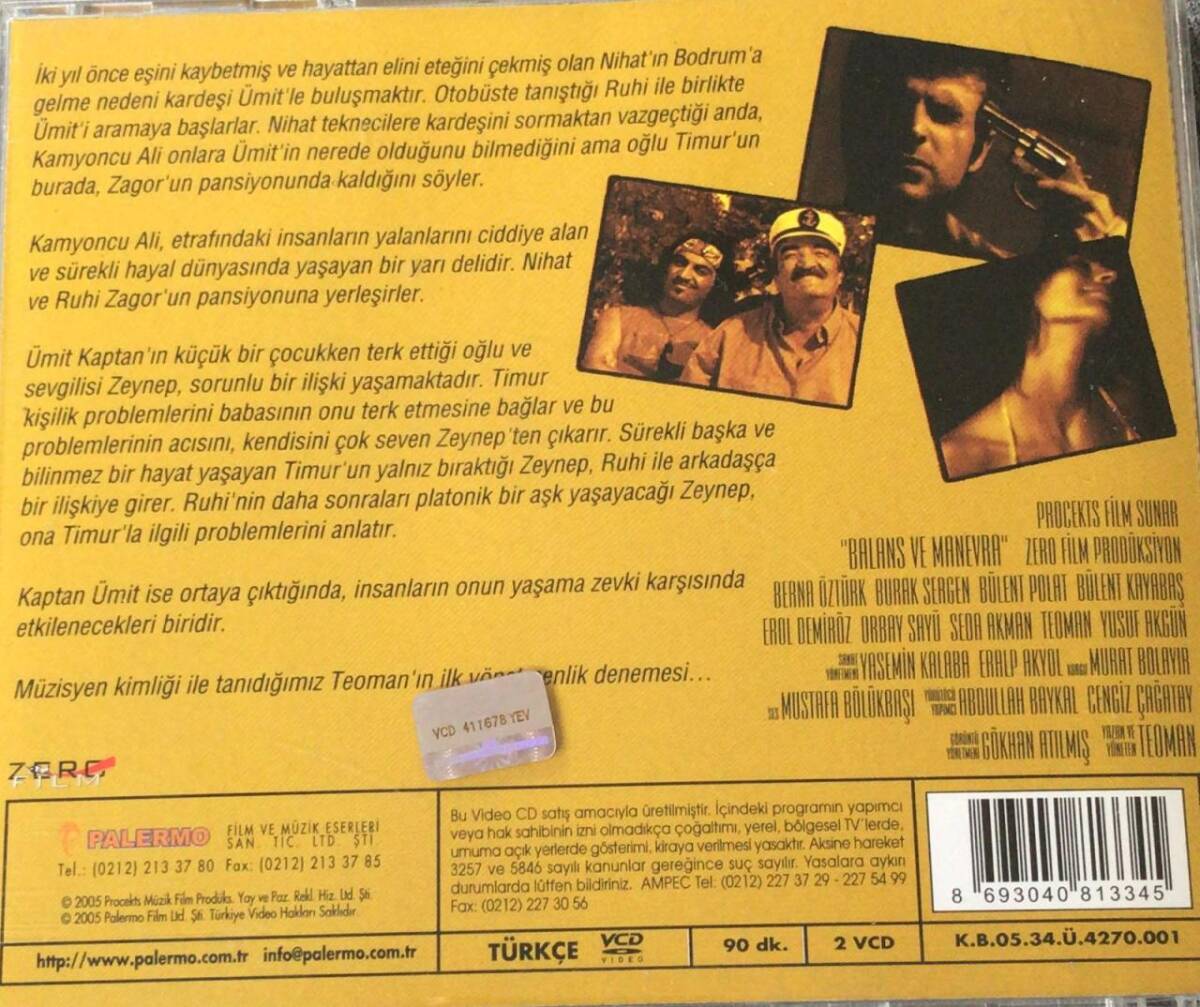 İki yıl önce eşini kaybetmiş ve hayattan elini eteğini çekmiş olan Nihat'ın Bodrum'a
gelme nedeni kardeşi Ümit'le buluşmaktır. Otobüste tanıştığı Ruhi ile birlikte
Ümit'i aramaya başlarlar. Nihat teknecilere kardeşini sormaktan vazgeçtiği anda,
Kamyoncu Ali onlara Ümit'in nerede olduğunu bilmediğini ama oğlu Timur'un
burada, Zagor'un pansiyonunda kaldığını söyler.
Kamyoncu Ali, etrafındaki insanların yalanlarını ciddiye alan
ve sürekli hayal dünyasında yaşayan bir yarı delidir. Nihat
ve Ruhi Zagor'un pansiyonuna yerleşirler.
Ümit Kaptan'ın küçük bir çocukken terk ettiği oğlu ve
sevgilisi Zeynep, sorunlu bir ilişki yaşamaktadır. Timur
kişilik problemlerini babasının onu terk etmesine bağlar ve bu
problemlerinin acısını, kendisini çok seven Zeynep'ten çıkarır. Sürekli başka ve
bilinmez bir hayat yaşayan Timur'un yalnız bıraktığı Zeynep, Ruhi ile arkadaşça
bir ilişkiye girer. Ruhi'nin daha sonraları platonik bir aşk yaşayacağı Zeynep,
ona Timur'la ilgili problemlerini anlatır.
Kaptan Ümit ise ortaya çıktığında, insanların onun yaşama zevki karşısında
etkilenecekleri biridir.
Müzisyen kimliği ile tanıdığımız Teoman'ın ilk yönetmenlik denemesi...
VCD 411678 YEV
PROCEKTS FİLM SUNAR
"BALANS VE MANEVRA" ZERO FİLM PRODÜKSİYON
BERNA ÖZTÜRK BURAK SERGEN BÜLENT POLAT BÜLENT KAYABAŞ
EROL DEMİRÖZ ORBAY SAYÜ SEDA AKMAN TEOMAN YUSUF AKGÜN
SANAT YÖNETMENİ YASEMİN KALABA ERALP AKYOL KURGU MURAT BOLAYIR
SES MUSTAFA BÖLÜKBAŞI YÜRÜTÜCÜ YAPIMCI ABDULLAH BAYKAL CENGİZ ÇAĞATAY
GÖRÜNTÜ YÖNETMENİ GÖKHAN ATILMIŞ YAZAN VE YÖNETEN TEOMAN
ZERO
FILM
PALERMO FİLM VE MÜZİK ESERLERİ
SAN. TİC. LTD. ŞTİ
Tel.: (0212) 213 37 80 Fax: (0212) 213 37 85
© 2005 Procekts Müzik Film Prodüks. Yay ve Paz. Rekl. Hiz. Ltd. Şti.
© 2005 Palermo Film Ltd. Şti. Türkiye Video Hakları Saklıdır.
Bu Video CD satış amacıyla üretilmiştir. İçindeki programın yapımcı
veya hak sahibinin izni olmadıkça çoğaltımı, yerel, bölgesel TV'lerde,
umuma açık yerlerde gösterimi, kiraya verilmesi yasaktır. Aksine hareket
3257 ve 5846 sayılı kanunlar gereğince suç sayılır. Yasalara aykırı
durumlarda lütfen bildiriniz. AMPEC Tel: (0212) 227 37 29 - 227 54 99
Fax: (0212) 227 30 56
8 693040 813345
http://www.palermo.com.tr info@palermo.com.tr
TÜRKÇE VCD VIDEO 90 dk. 2 VCD K.B.05.34.Ü.4270.001